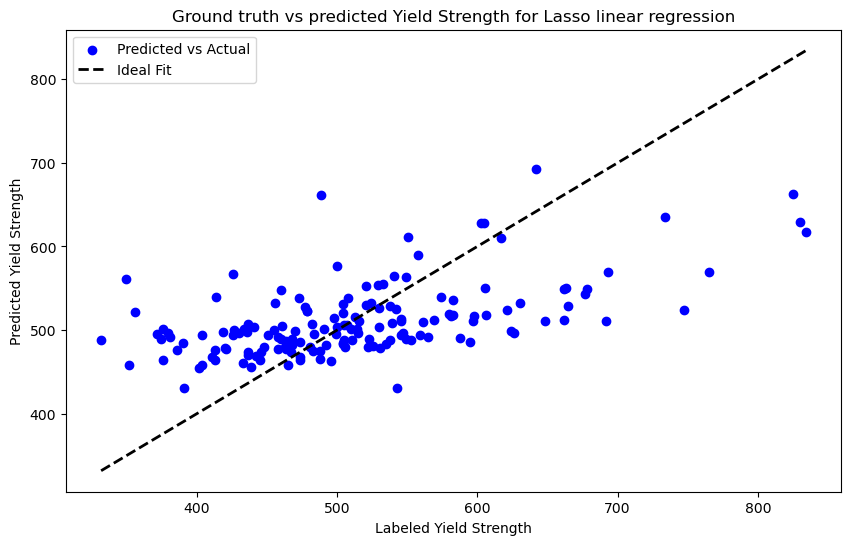 Ground truth vs predicted Yield Strength for Lasso linear regression
Predicted vs Actual
Ideal Fit
800
700
600
500
400
Predicted Yield Strength
400 500 600 700 800
Labeled Yield Strength